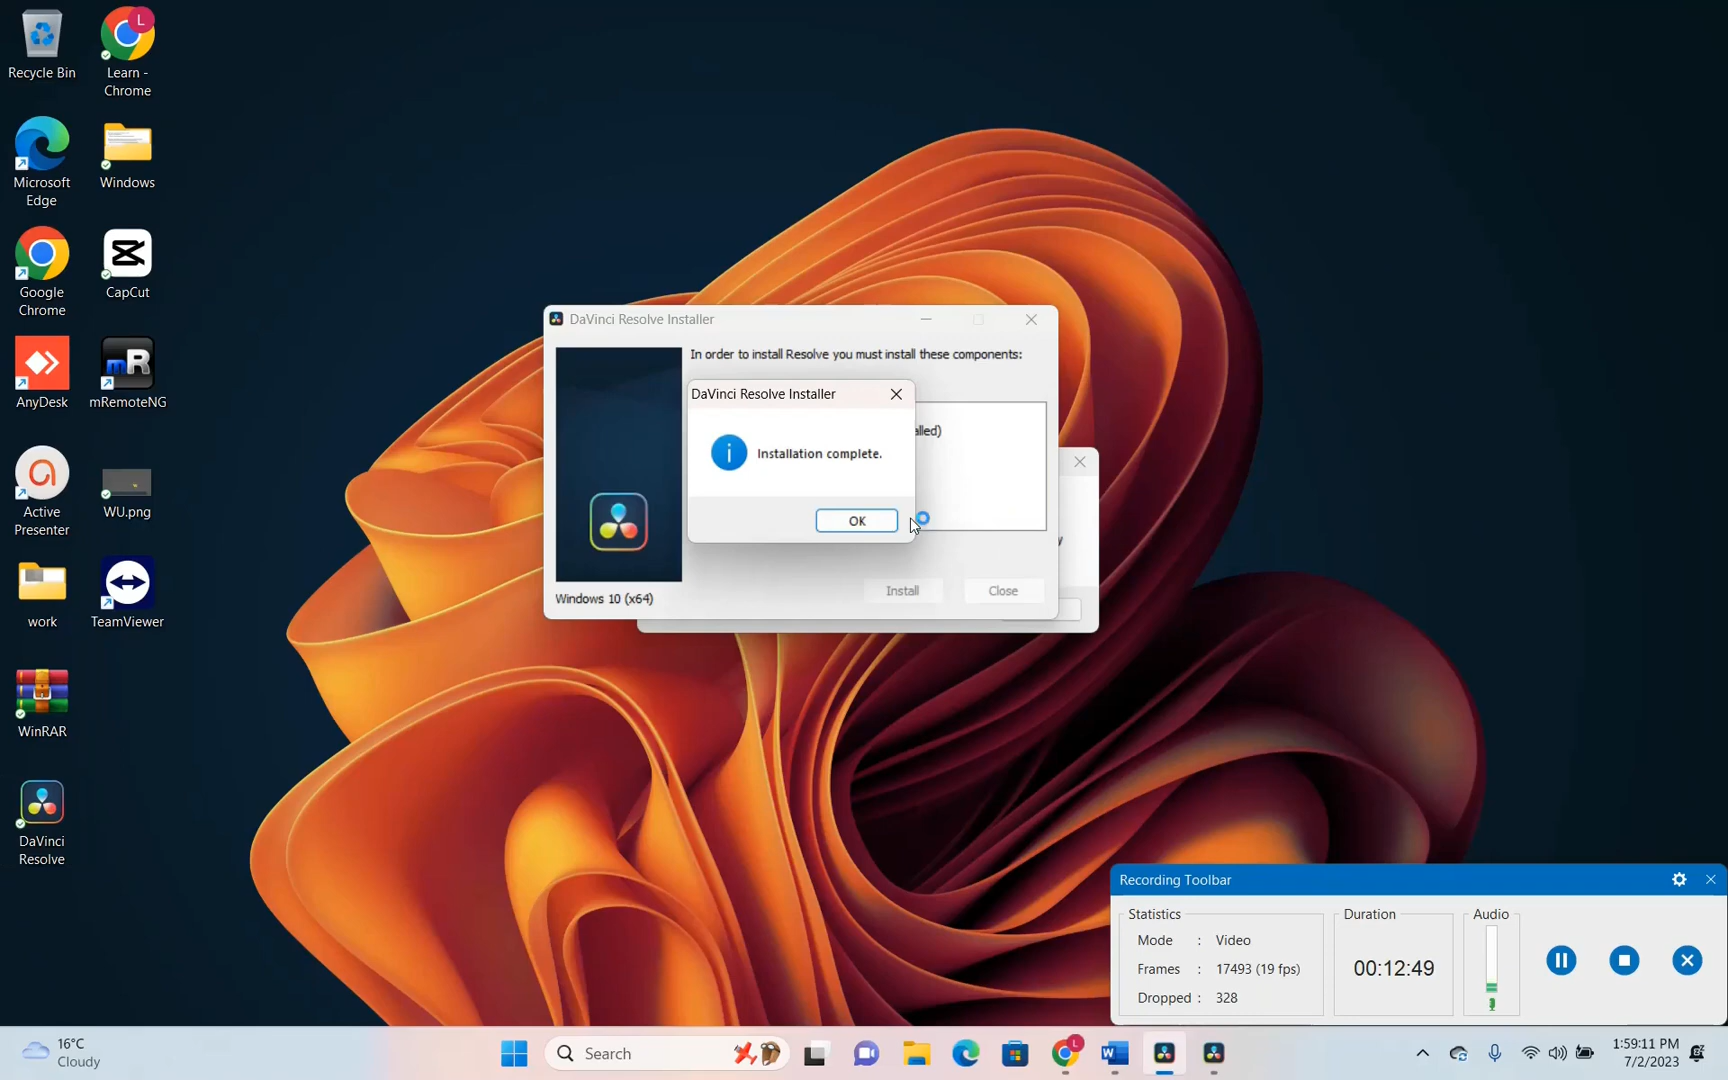 Recycle Bin
Learn -
Chrome
Microsoft
Edge
Windows
Google
Chrome
CapCut
AnyDesk
mRemoteNG
Active
Presenter
WU.png
work
TeamViewer
WinRAR
DaVinci
Resolve
DaVinci Resolve Installer
In order to install Resolve you must install these components:
DaVinci Resolve Installer
Installation complete.
OK
alled)
y
Install
Close
Windows 10 (x64)
Recording Toolbar
Statistics
Mode : Video
Frames : 17493 (19 fps)
Dropped : 328
Duration
00:12:49
Audio
16°C
Cloudy
Search
L
L
1:59:11 PM
7/2/2023